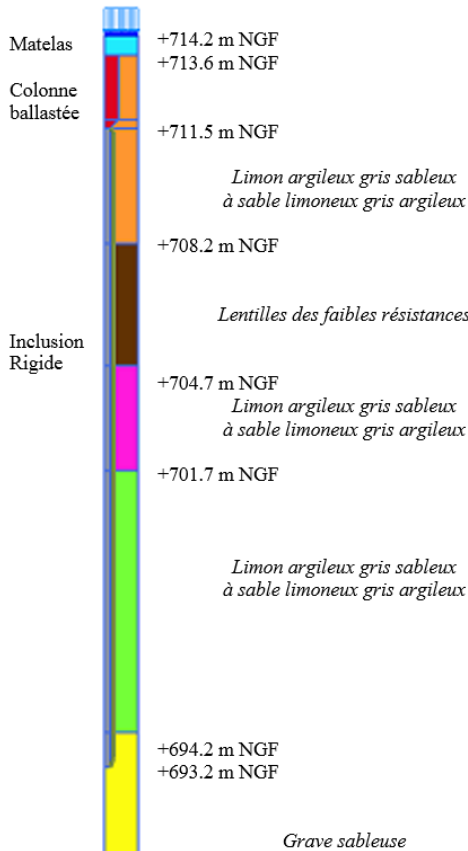 Matelas
+714.2 m NGF
+713.6 m NGF
Colonne
ballastée
+711.5 m NGF
Limon argileux gris sableux
à sable limoneux gris argileux
+708.2 m NGF
Lentilles des faibles résistances
Inclusion
Rigide
+704.7 m NGF
Limon argileux gris sableux
à sable limoneux gris argileux
+701.7 m NGF
Limon argileux gris sableux
à sable limoneux gris argileux
+694.2 m NGF
+693.2 m NGF
Grave sableuse